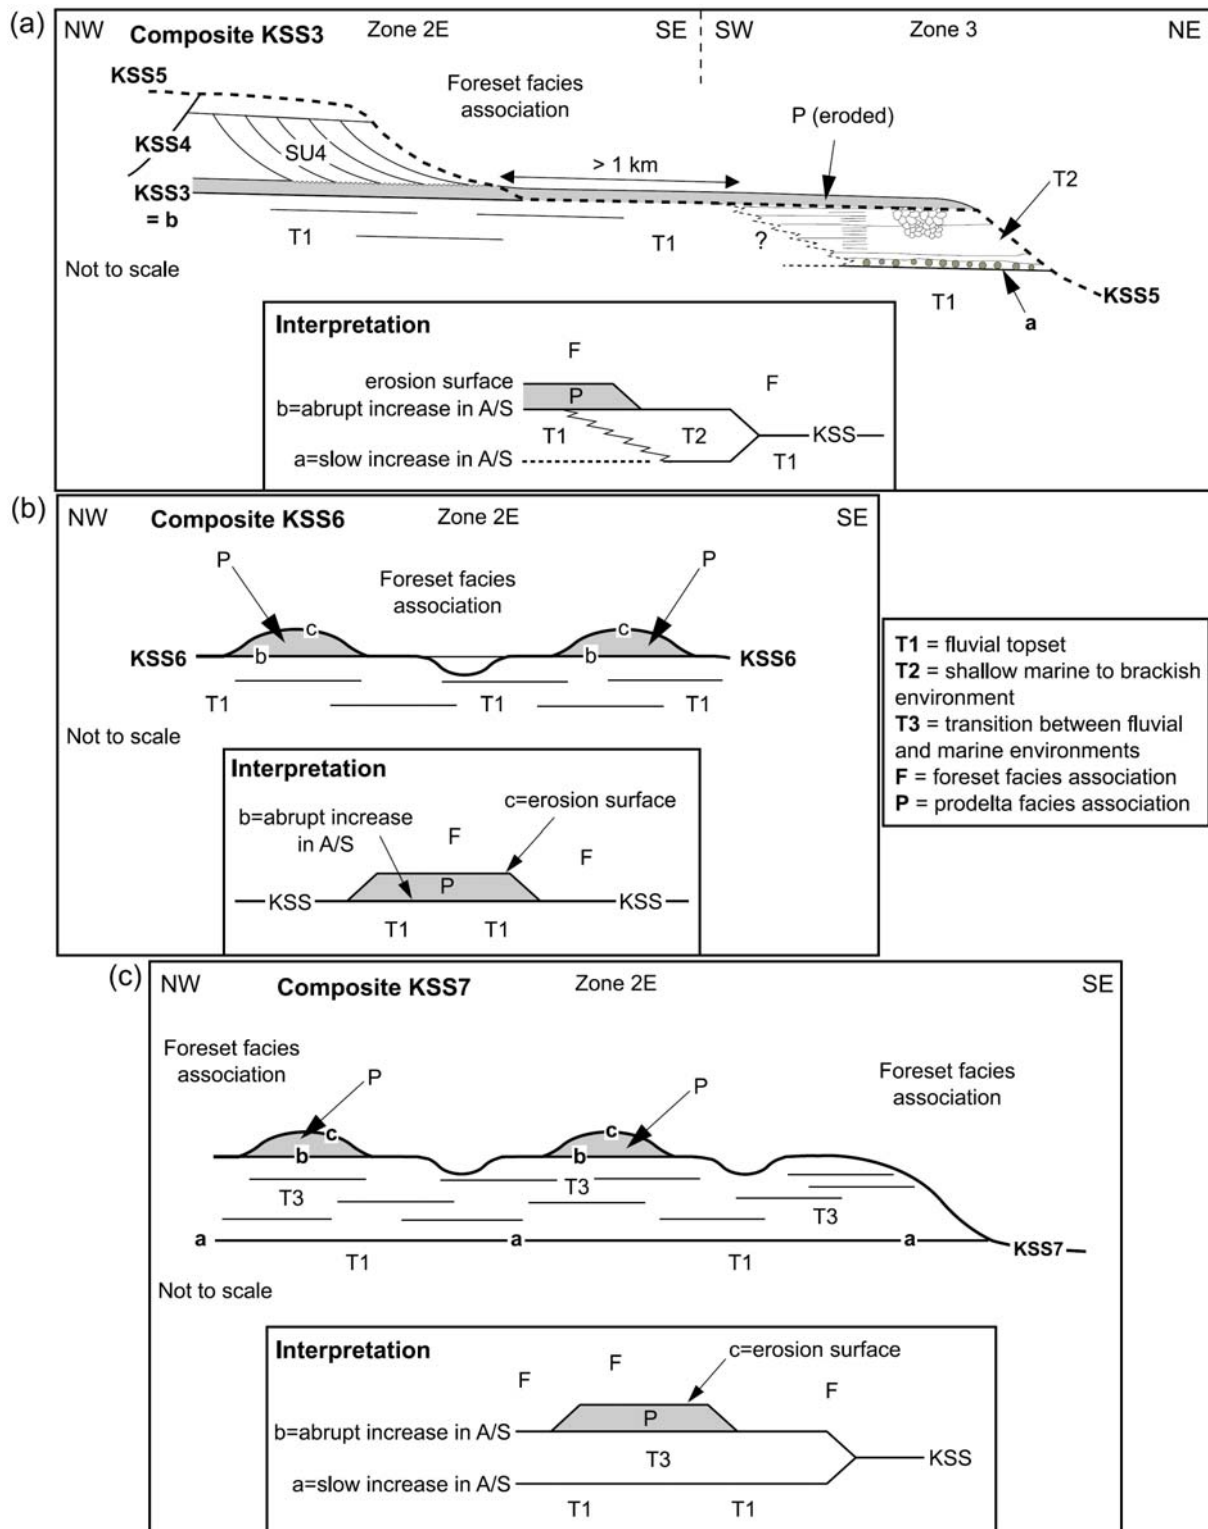 (a)
NW
Composite KSS3
Zone 2E
SE
SW
Zone 3
NE
KSS5
Foreset facies
association
P (eroded)
KSS4
SU4
> 1 km
T2
KSS3
= b
T1
T1
?
Not to scale
T1
KSS5
a
Interpretation
F
erosion surface
F
P
b=abrupt increase in A/S
T1
T2
KSS
a=slow increase in A/S
T1
(b)
NW
Composite KSS6
Zone 2E
SE
P
Foreset facies
association
P
c
c
KSS6
b
b
KSS6
T1
T1
T1
Not to scale
Interpretation
c=erosion surface
b=abrupt increase
in A/S
F
F
P
KSS
KSS
T1
T1
T1 = fluvial topset
T2 = shallow marine to brackish
environment
T3 = transition between fluvial
and marine environments
F = foreset facies association
P = prodelta facies association
(c)
NW
Composite KSS7
Zone 2E
SE
Foreset facies
association
P
P
Foreset facies
association
c
c
b
b
T3
T3
T3
a
a
a
T1
T1
KSS7
Not to scale
Interpretation
c=erosion surface
F
F
F
P
b=abrupt increase in A/S
T3
KSS
a=slow increase in A/S
T1
T1